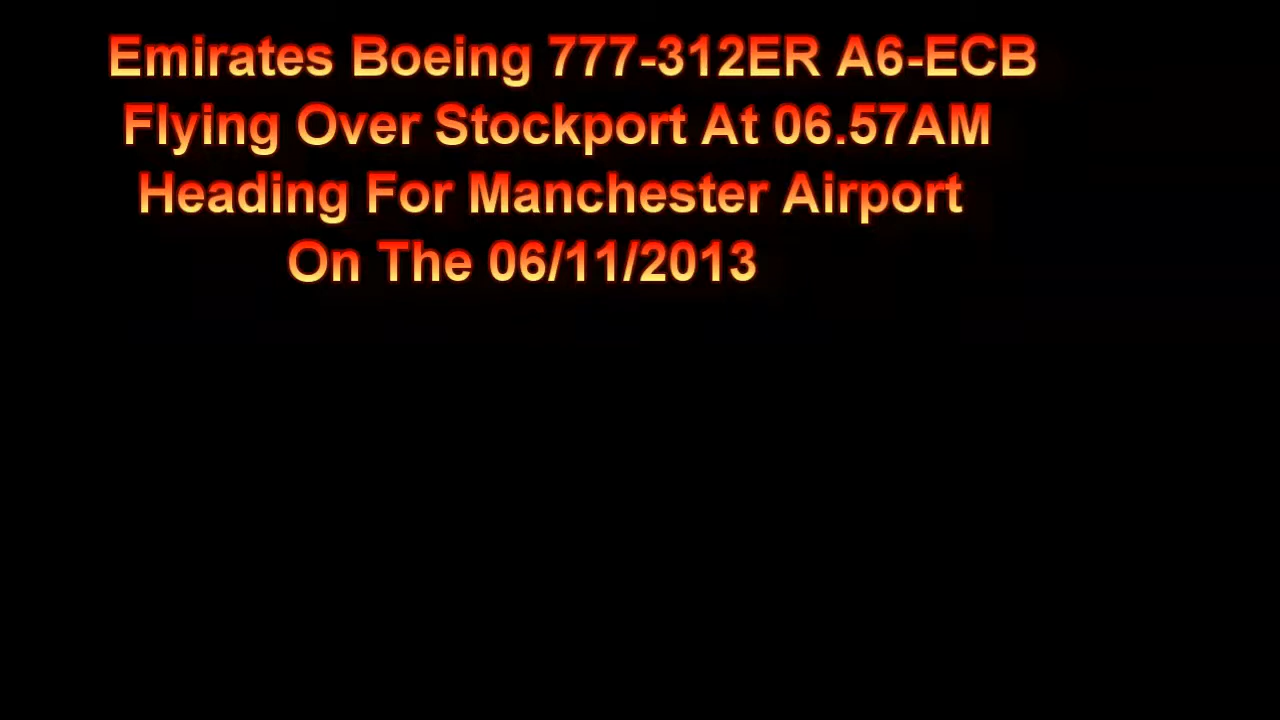 Emirates Boeing 777-312ER A6-ECB
Flying Over Stockport At 06.57AM
Heading For Manchester Airport
On The 06/11/2013